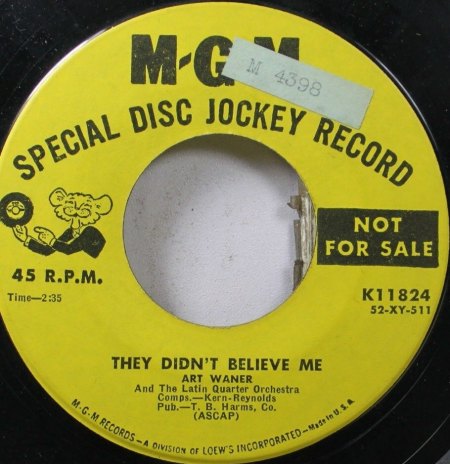 M-G-M
M 4398
SPECIAL DISC JOCKEY RECORD
NOT
FOR SALE
45 R.P.M.
Time—2:35
K11824
52-XY-511
THEY DIDN'T BELIEVE ME
ART WANER
And The Latin Quarter Orchestra
Comps.—Kern-Reynolds
Pub.—T. B. Harms, Co.
(ASCAP)
M-G-M RECORDS—A DIVISION OF LOEW'S INCORPORATED—Made in U.S.A.